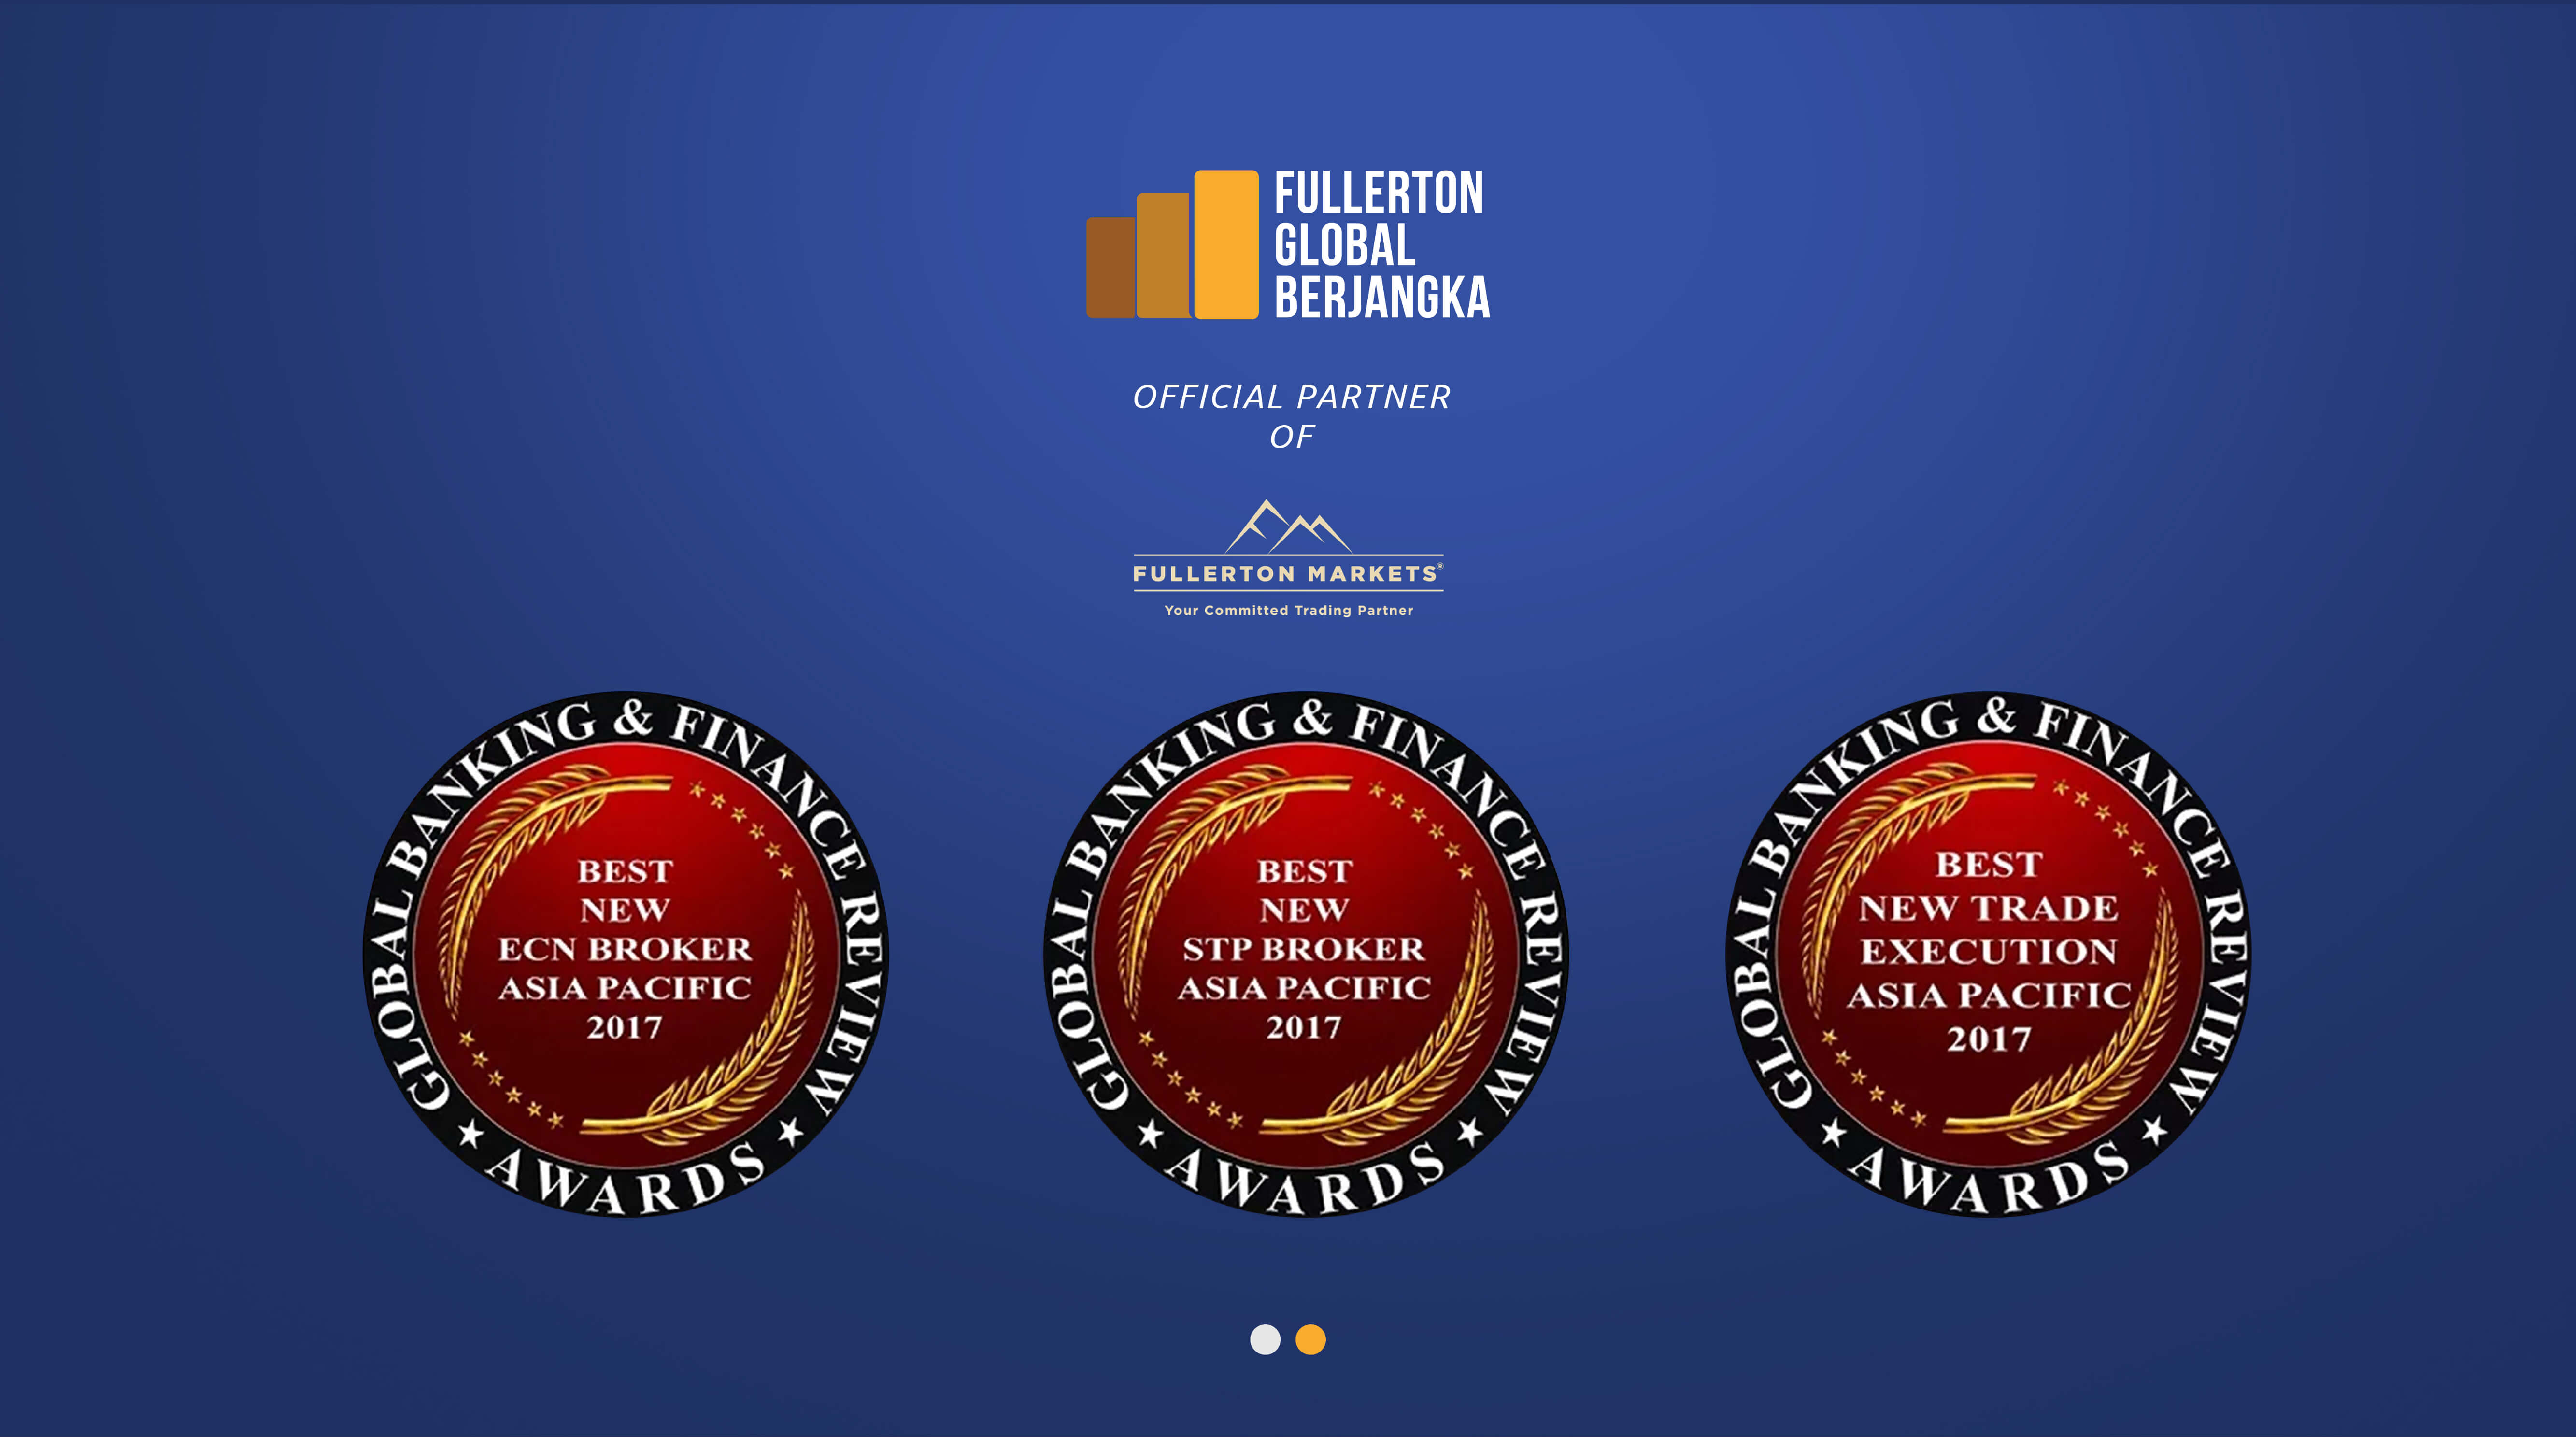 FULLERTON
GLOBAL
BERJANGKA
OFFICIAL PARTNER
OF
FULLERTON MARKETS®
Your Committed Trading Partner
GLOBAL BANKING & FINANCE REVIEW
BEST
NEW
ECN BROKER
ASIA PACIFIC
2017
AWARDS
GLOBAL BANKING & FINANCE REVIEW
BEST
NEW
STP BROKER
ASIA PACIFIC
2017
AWARDS
GLOBAL BANKING & FINANCE REVIEW
BEST
NEW TRADE
EXECUTION
ASIA PACIFIC
2017
AWARDS